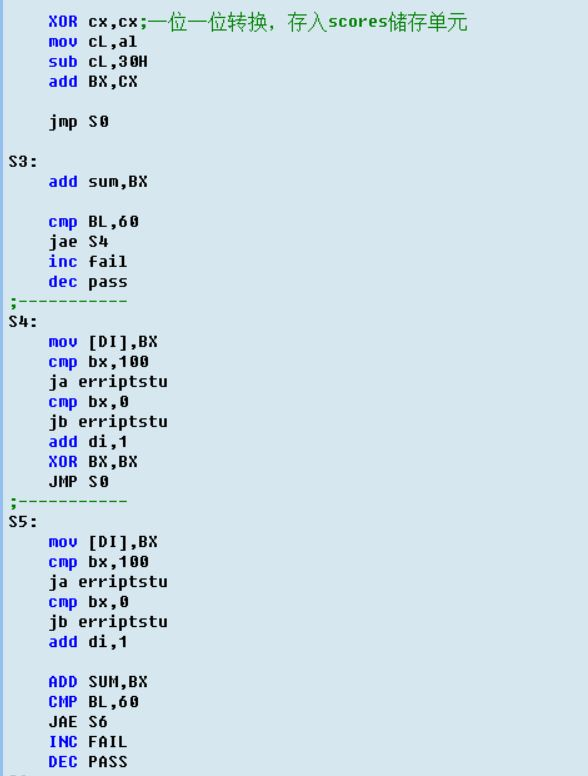 XOR cx,cx;一位一位转换，存入scores储存单元
mov cL,al
sub cL,30H
add BX,CX
jmp S0
S3:
add sum,BX
cmp BL,60
jae S4
inc fail
dec pass
;-----------
S4:
mov [DI],BX
cmp bx,100
ja erriptstu
cmp bx,0
jb erriptstu
add di,1
XOR BX,BX
JMP S0
;-----------
S5:
mov [DI],BX
cmp bx,100
ja erriptstu
cmp bx,0
jb erriptstu
add di,1
ADD SUM,BX
CMP BL,60
JAE S6
INC FAIL
DEC PASS